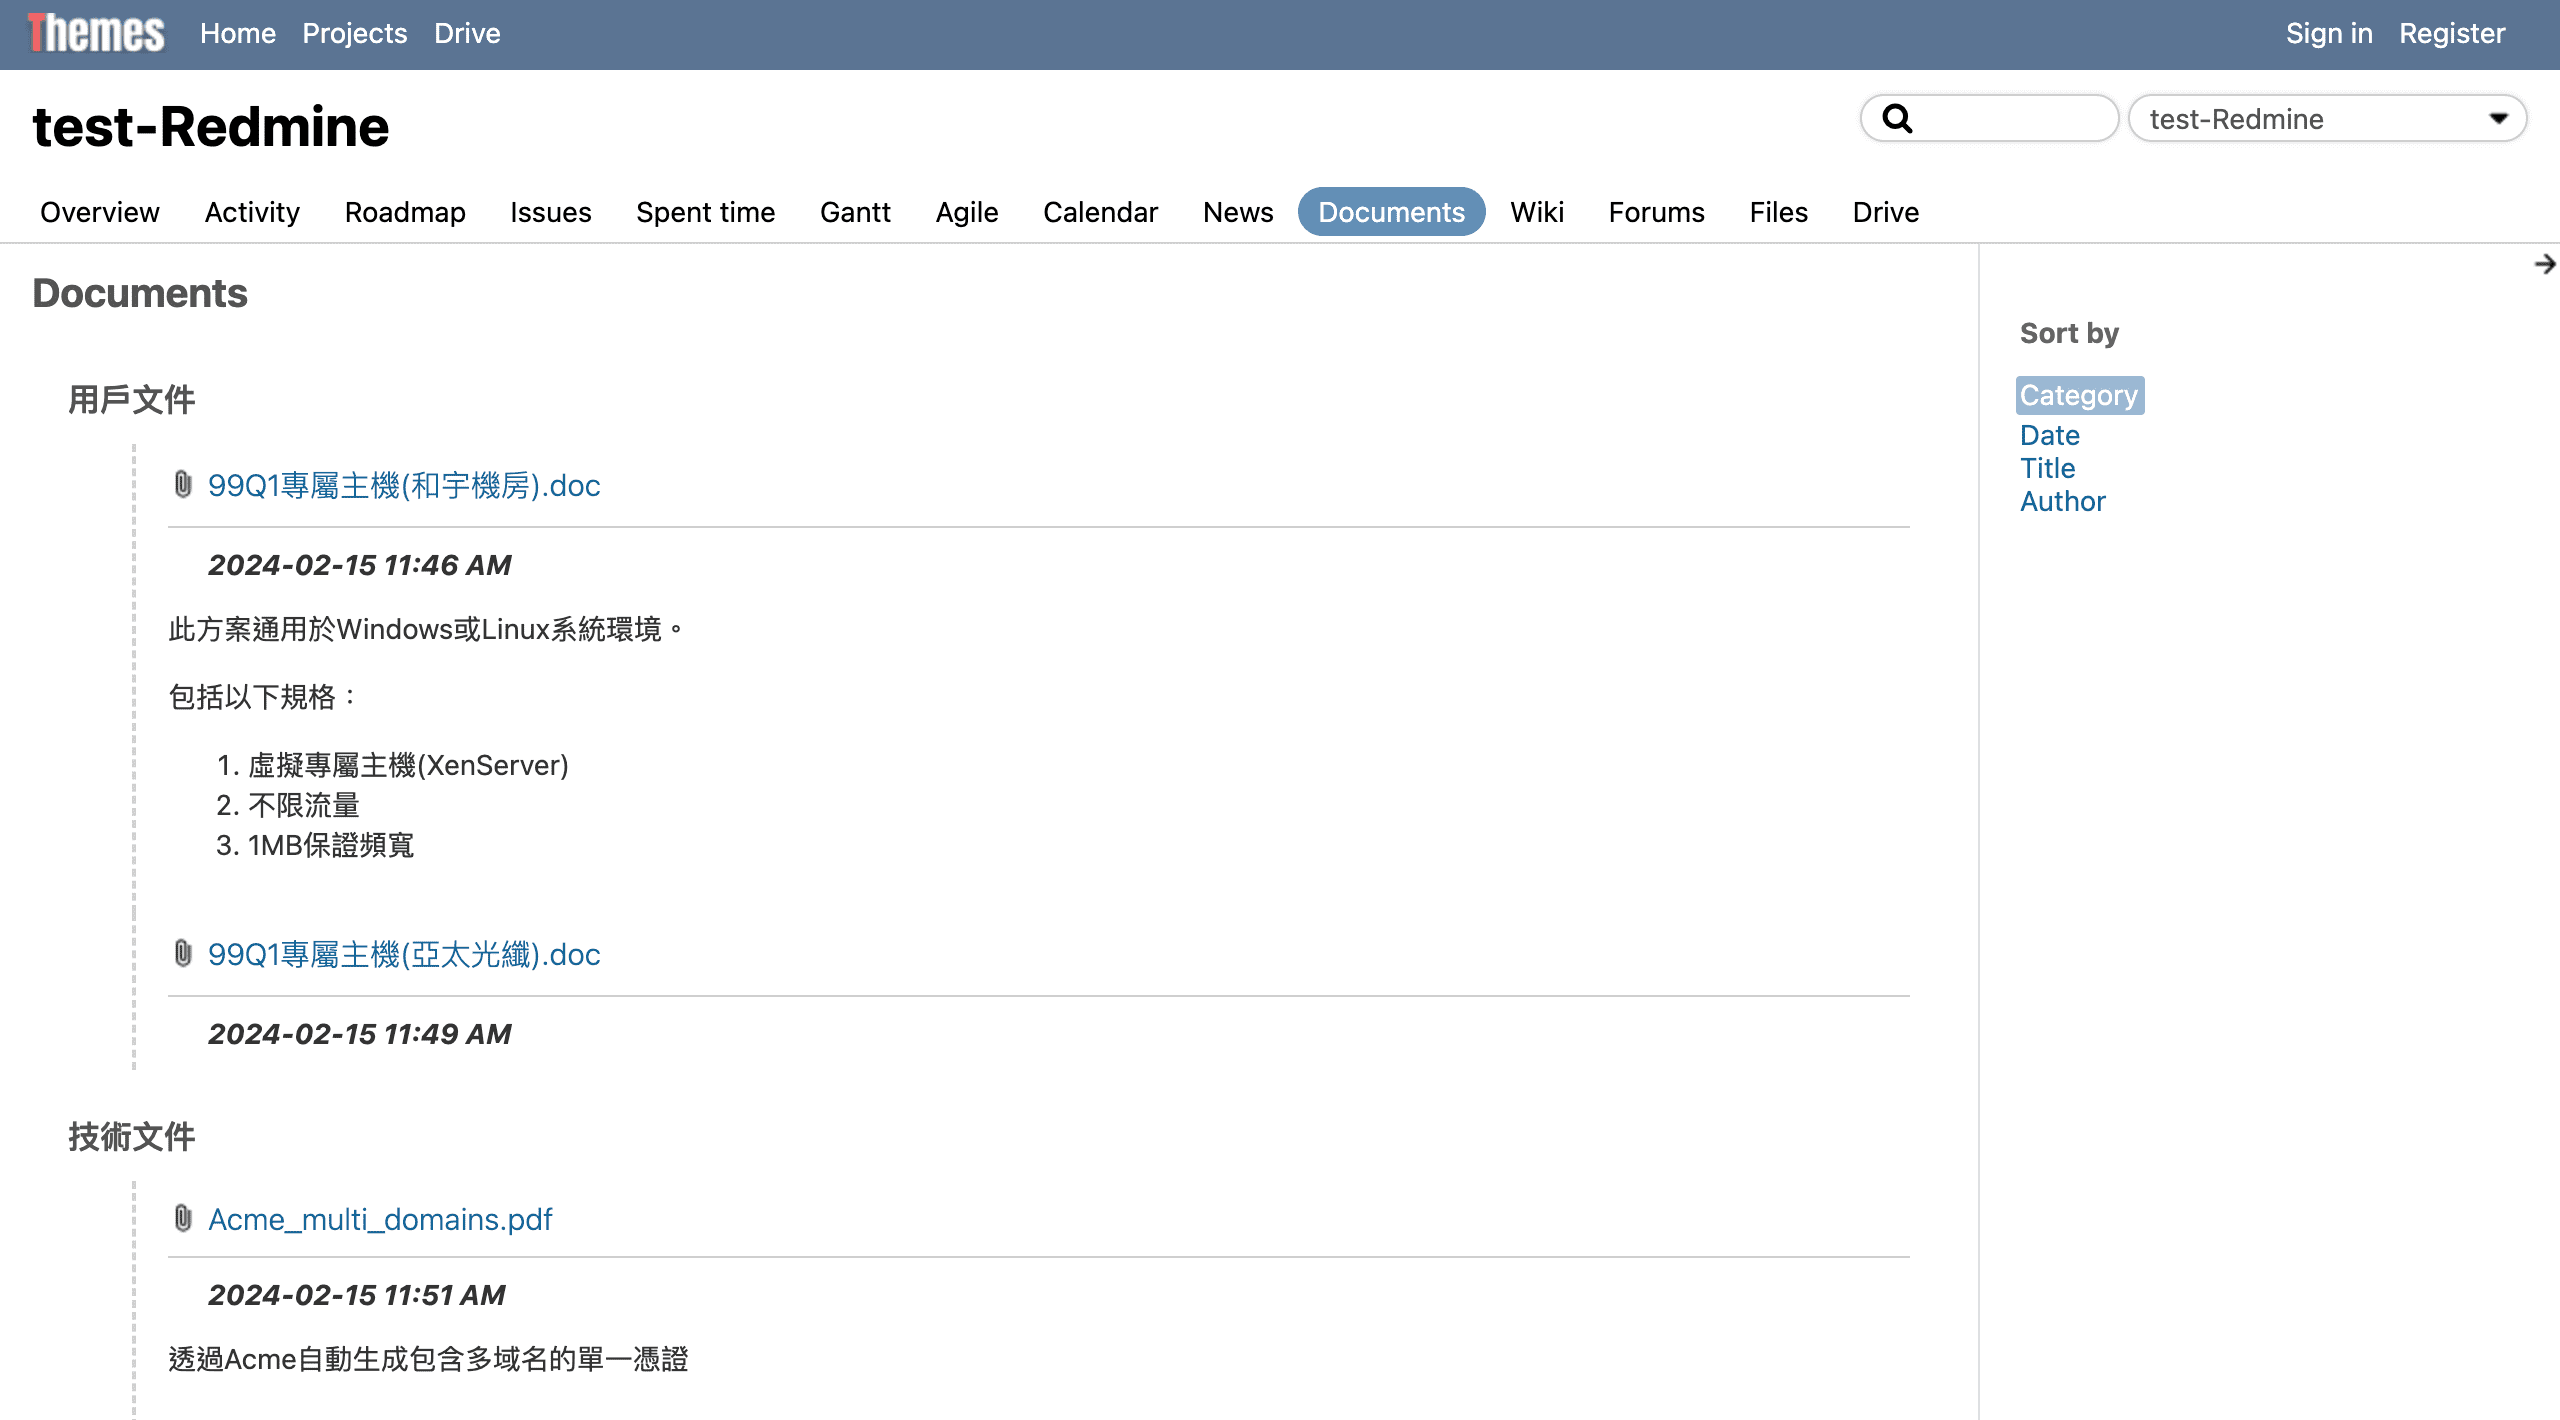 Themes Home Projects Drive Sign in Register
test-Redmine
test-Redmine
Overview Activity Roadmap Issues Spent time Gantt Agile Calendar News Documents Wiki Forums Files Drive
Documents
用戶文件
99Q1專屬主機(和宇機房).doc
2024-02-15 11:46 AM
此方案通用於Windows或Linux系統環境。
包括以下規格：
1. 虛擬專屬主機(XenServer)
2. 不限流量
3. 1MB保證頻寬
99Q1專屬主機(亞太光纖).doc
2024-02-15 11:49 AM
技術文件
Acme_multi_domains.pdf
2024-02-15 11:51 AM
透過Acme自動生成包含多域名的單一憑證
Sort by
Category
Date
Title
Author